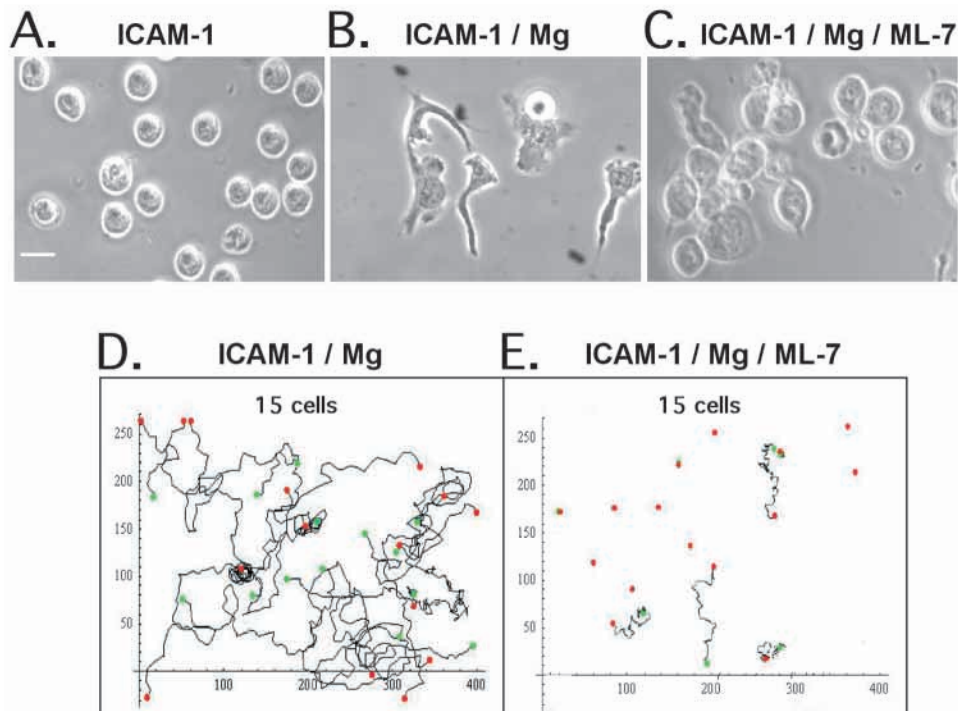 A. ICAM-1
B. ICAM-1 / Mg
C. ICAM-1 / Mg / ML-7
D. ICAM-1 / Mg
E. ICAM-1 / Mg / ML-7
15 cells
250
200
150
100
50
100
200
300
400
15 cells
250
200
150
100
50
100
200
300
400